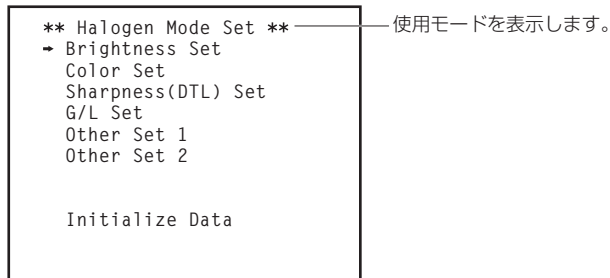 ** Halogen Mode Set **
使用モードを表示します。
➡ Brightness Set
Color Set
Sharpness(DTL) Set
G/L Set
Other Set 1
Other Set 2
Initialize Data